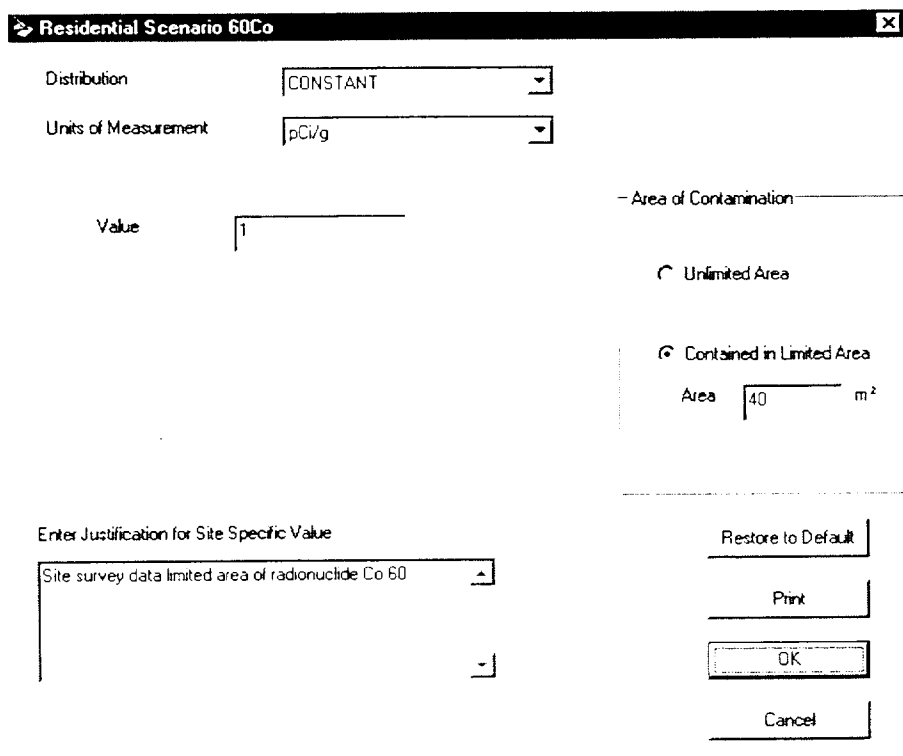 Residential Scenario 60Co
Distribution
CONSTANT
Units of Measurement
pCi/g
Value
1
Area of Contamination
Unlimited Area
Contained in Limited Area
Area 40 m²
Enter Justification for Site Specific Value
Site survey data limited area of radionuclide Co 60
Restore to Default
Print
OK
Cancel